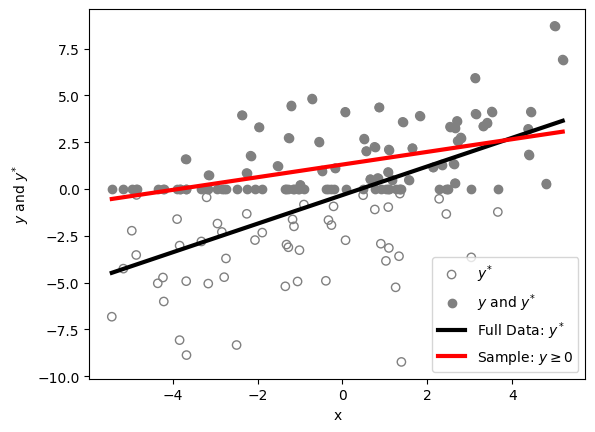 y and y*
7.5
5.0
2.5
0.0
−2.5
−5.0
−7.5
−10.0
−4
−2
0
2
4
x
y*
y and y*
Full Data: y*
Sample: y ≥ 0